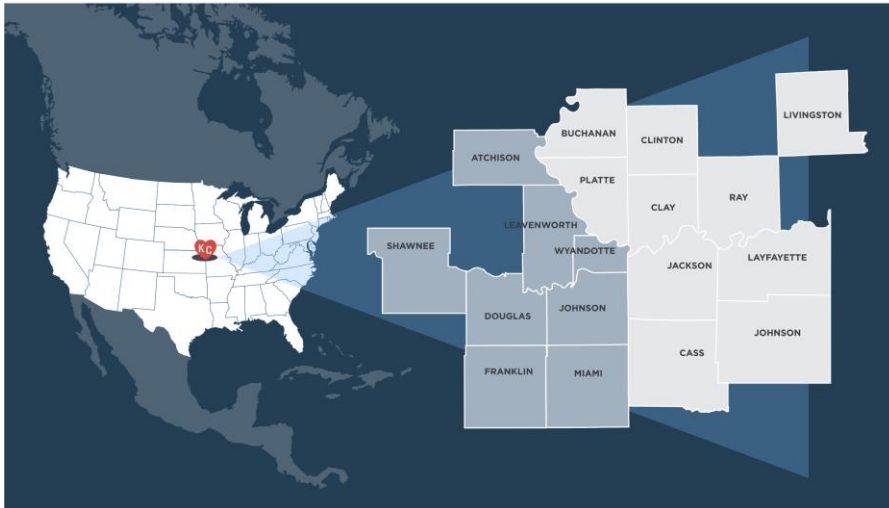 KC
BUCHANAN
CLINTON
LIVINGSTON
ATCHISON
PLATTE
CLAY
RAY
LEAVENWORTH
SHAWNEE
WYANDOTTE
JACKSON
LAYFAYETTE
DOUGLAS
JOHNSON
JOHNSON
CASS
FRANKLIN
MIAMI